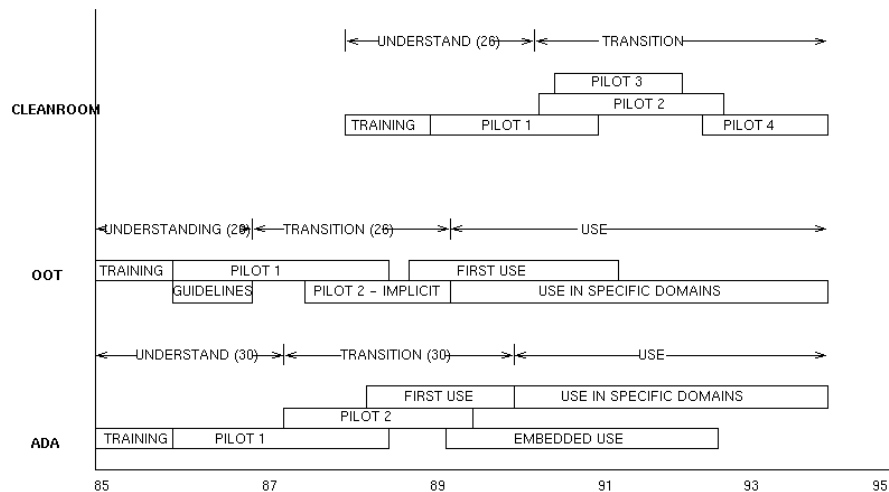 UNDERSTAND (26) TRANSITION
PILOT 3
CLEANROOM PILOT 2
TRAINING PILOT 1 PILOT 4
UNDERSTANDING (20) TRANSITION (26) USE
OOT TRAINING PILOT 1 FIRST USE
GUIDELINES PILOT 2 - IMPLICIT USE IN SPECIFIC DOMAINS
UNDERSTAND (30) TRANSITION (30) USE
FIRST USE USE IN SPECIFIC DOMAINS
PILOT 2
ADA TRAINING PILOT 1 EMBEDDED USE
85 87 89 91 93 95